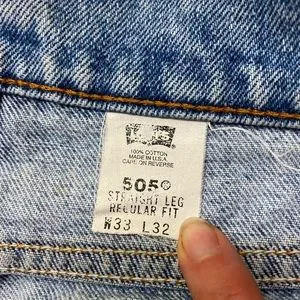 100% COTTON
MADE IN U.S.A.
CARE ON REVERSE
505®
STRAIGHT LEG
REGULAR FIT
W33 L32